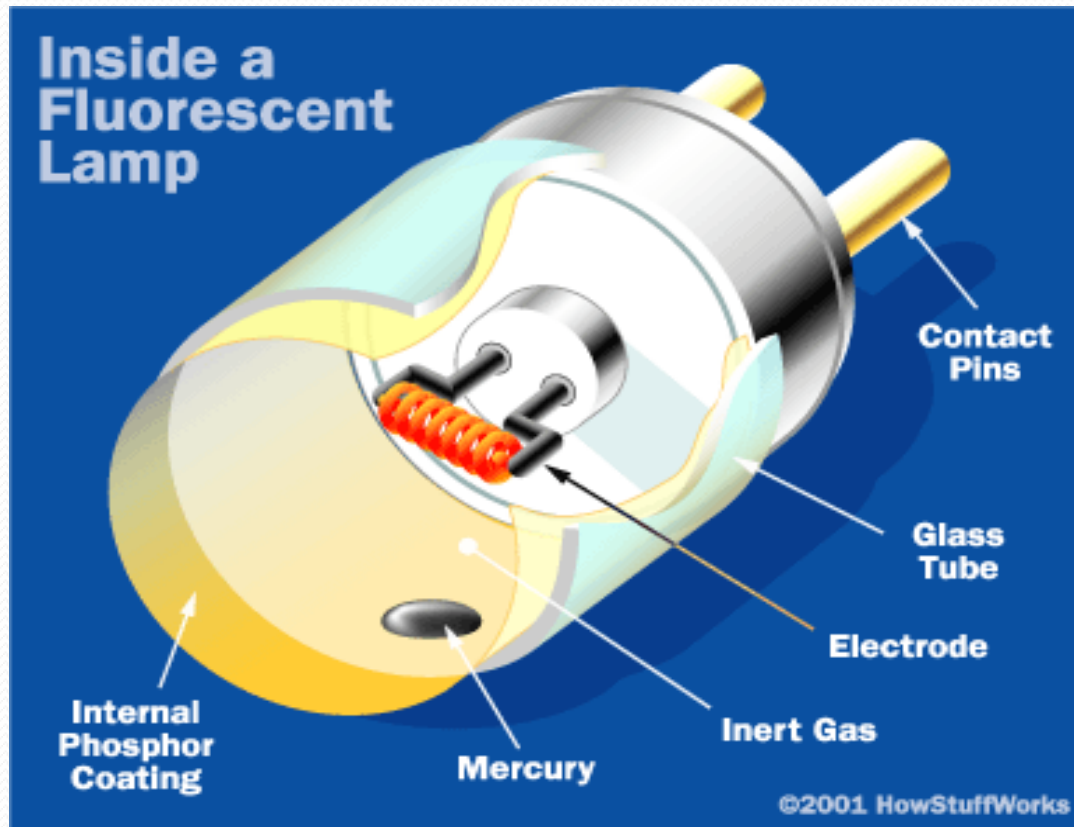 Inside a
Fluorescent
Lamp
Contact
Pins
Glass
Tube
Electrode
Inert Gas
Mercury
Internal
Phosphor
Coating
©2001 HowStuffWorks